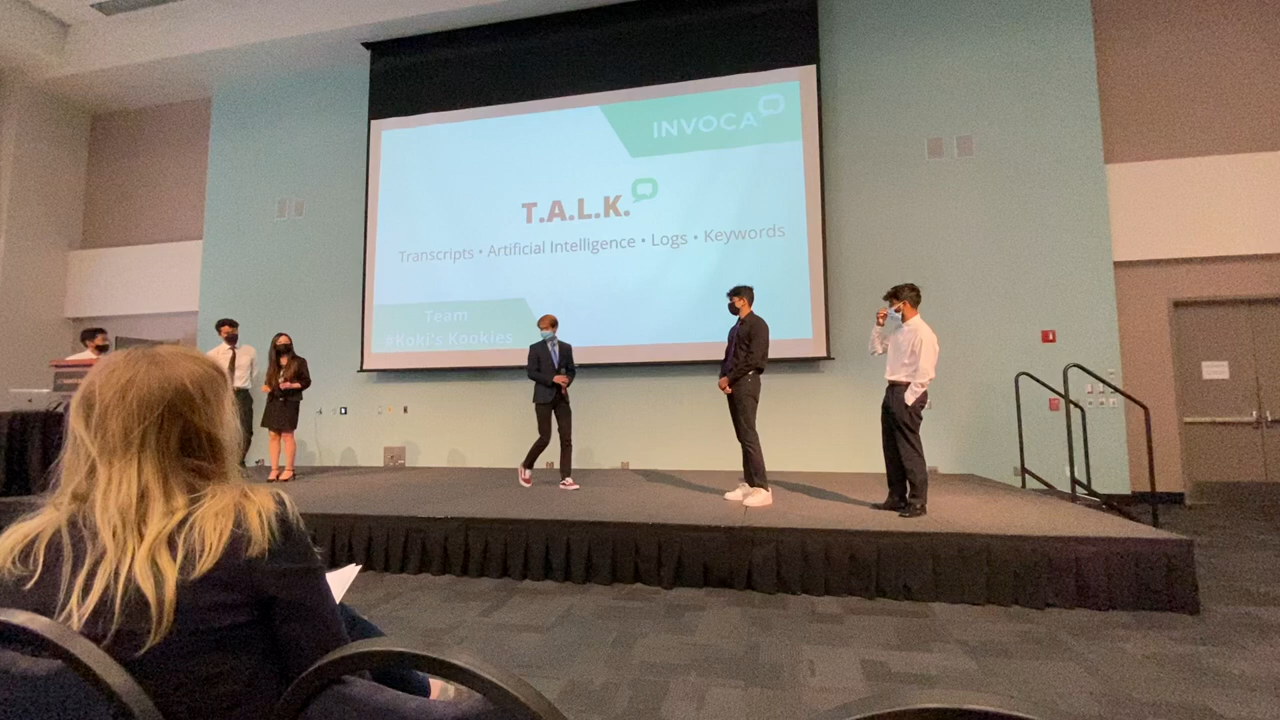 INVOCA
T.A.L.K.
Transcripts • Artificial Intelligence • Logs • Keywords
Team
#Koki's Kookies